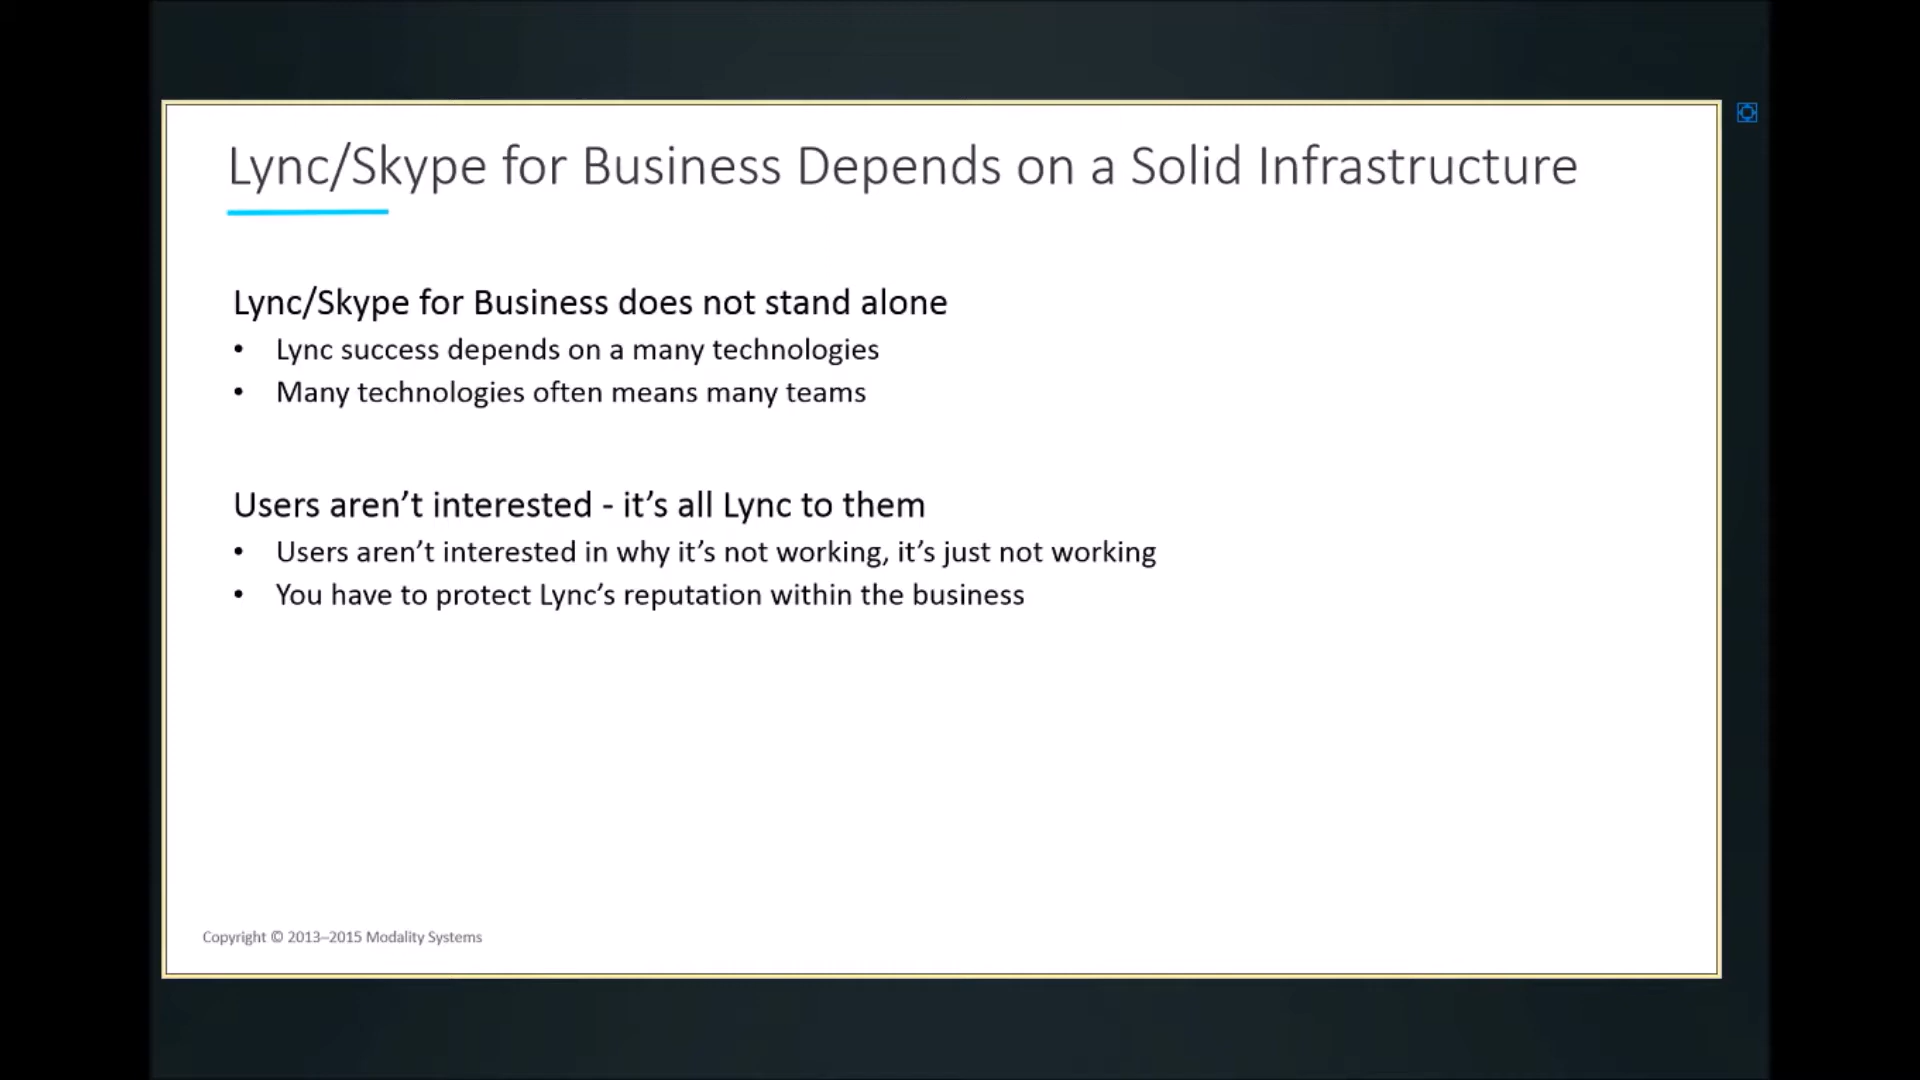 Lync/Skype for Business Depends on a Solid Infrastructure
Lync/Skype for Business does not stand alone
• Lync success depends on a many technologies
• Many technologies often means many teams
Users aren’t interested - it’s all Lync to them
• Users aren’t interested in why it’s not working, it’s just not working
• You have to protect Lync’s reputation within the business
Copyright © 2013–2015 Modality Systems